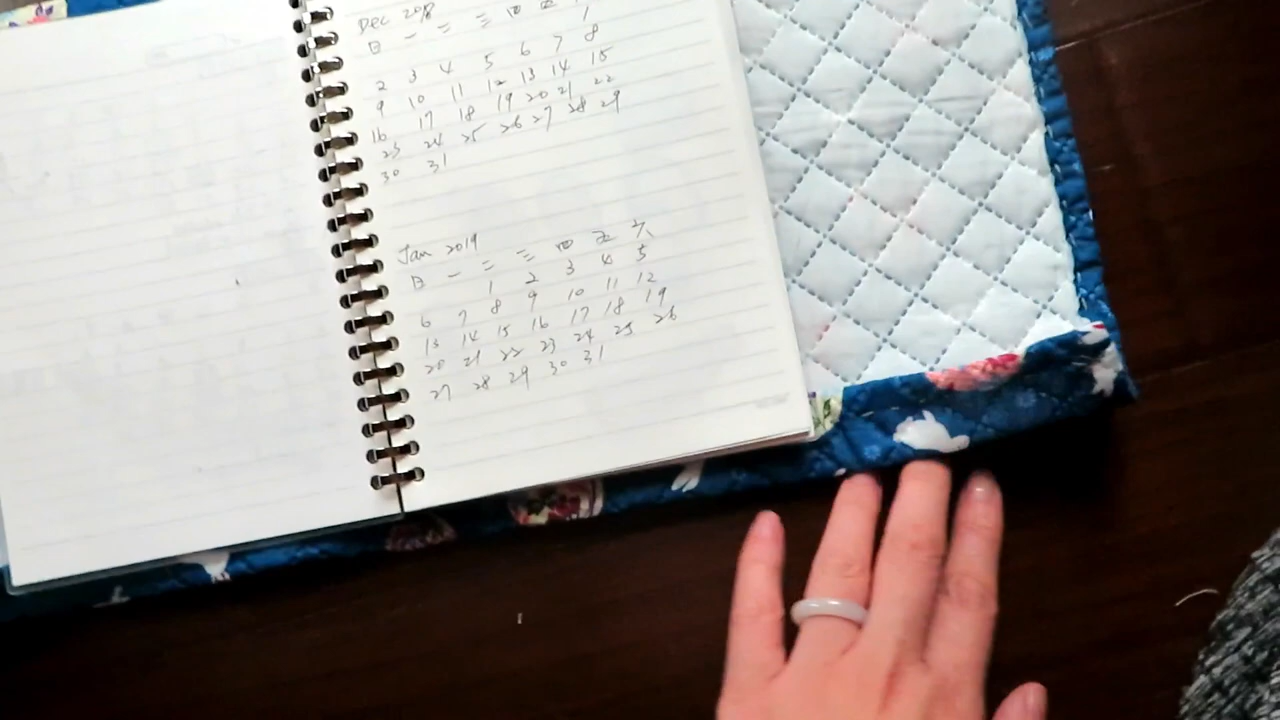 Dec 2018
日 一 二 三 四 五
1
2 3 4 5 6 7 8
9 10 11 12 13 14 15
16 17 18 19 20 21 22
23 24 25 26 27 28 29
30 31
Jan 2019
日 一 二 三 四 五 六
1 2 3 4 5
6 7 8 9 10 11 12
13 14 15 16 17 18 19
20 21 22 23 24 25 26
27 28 29 30 31